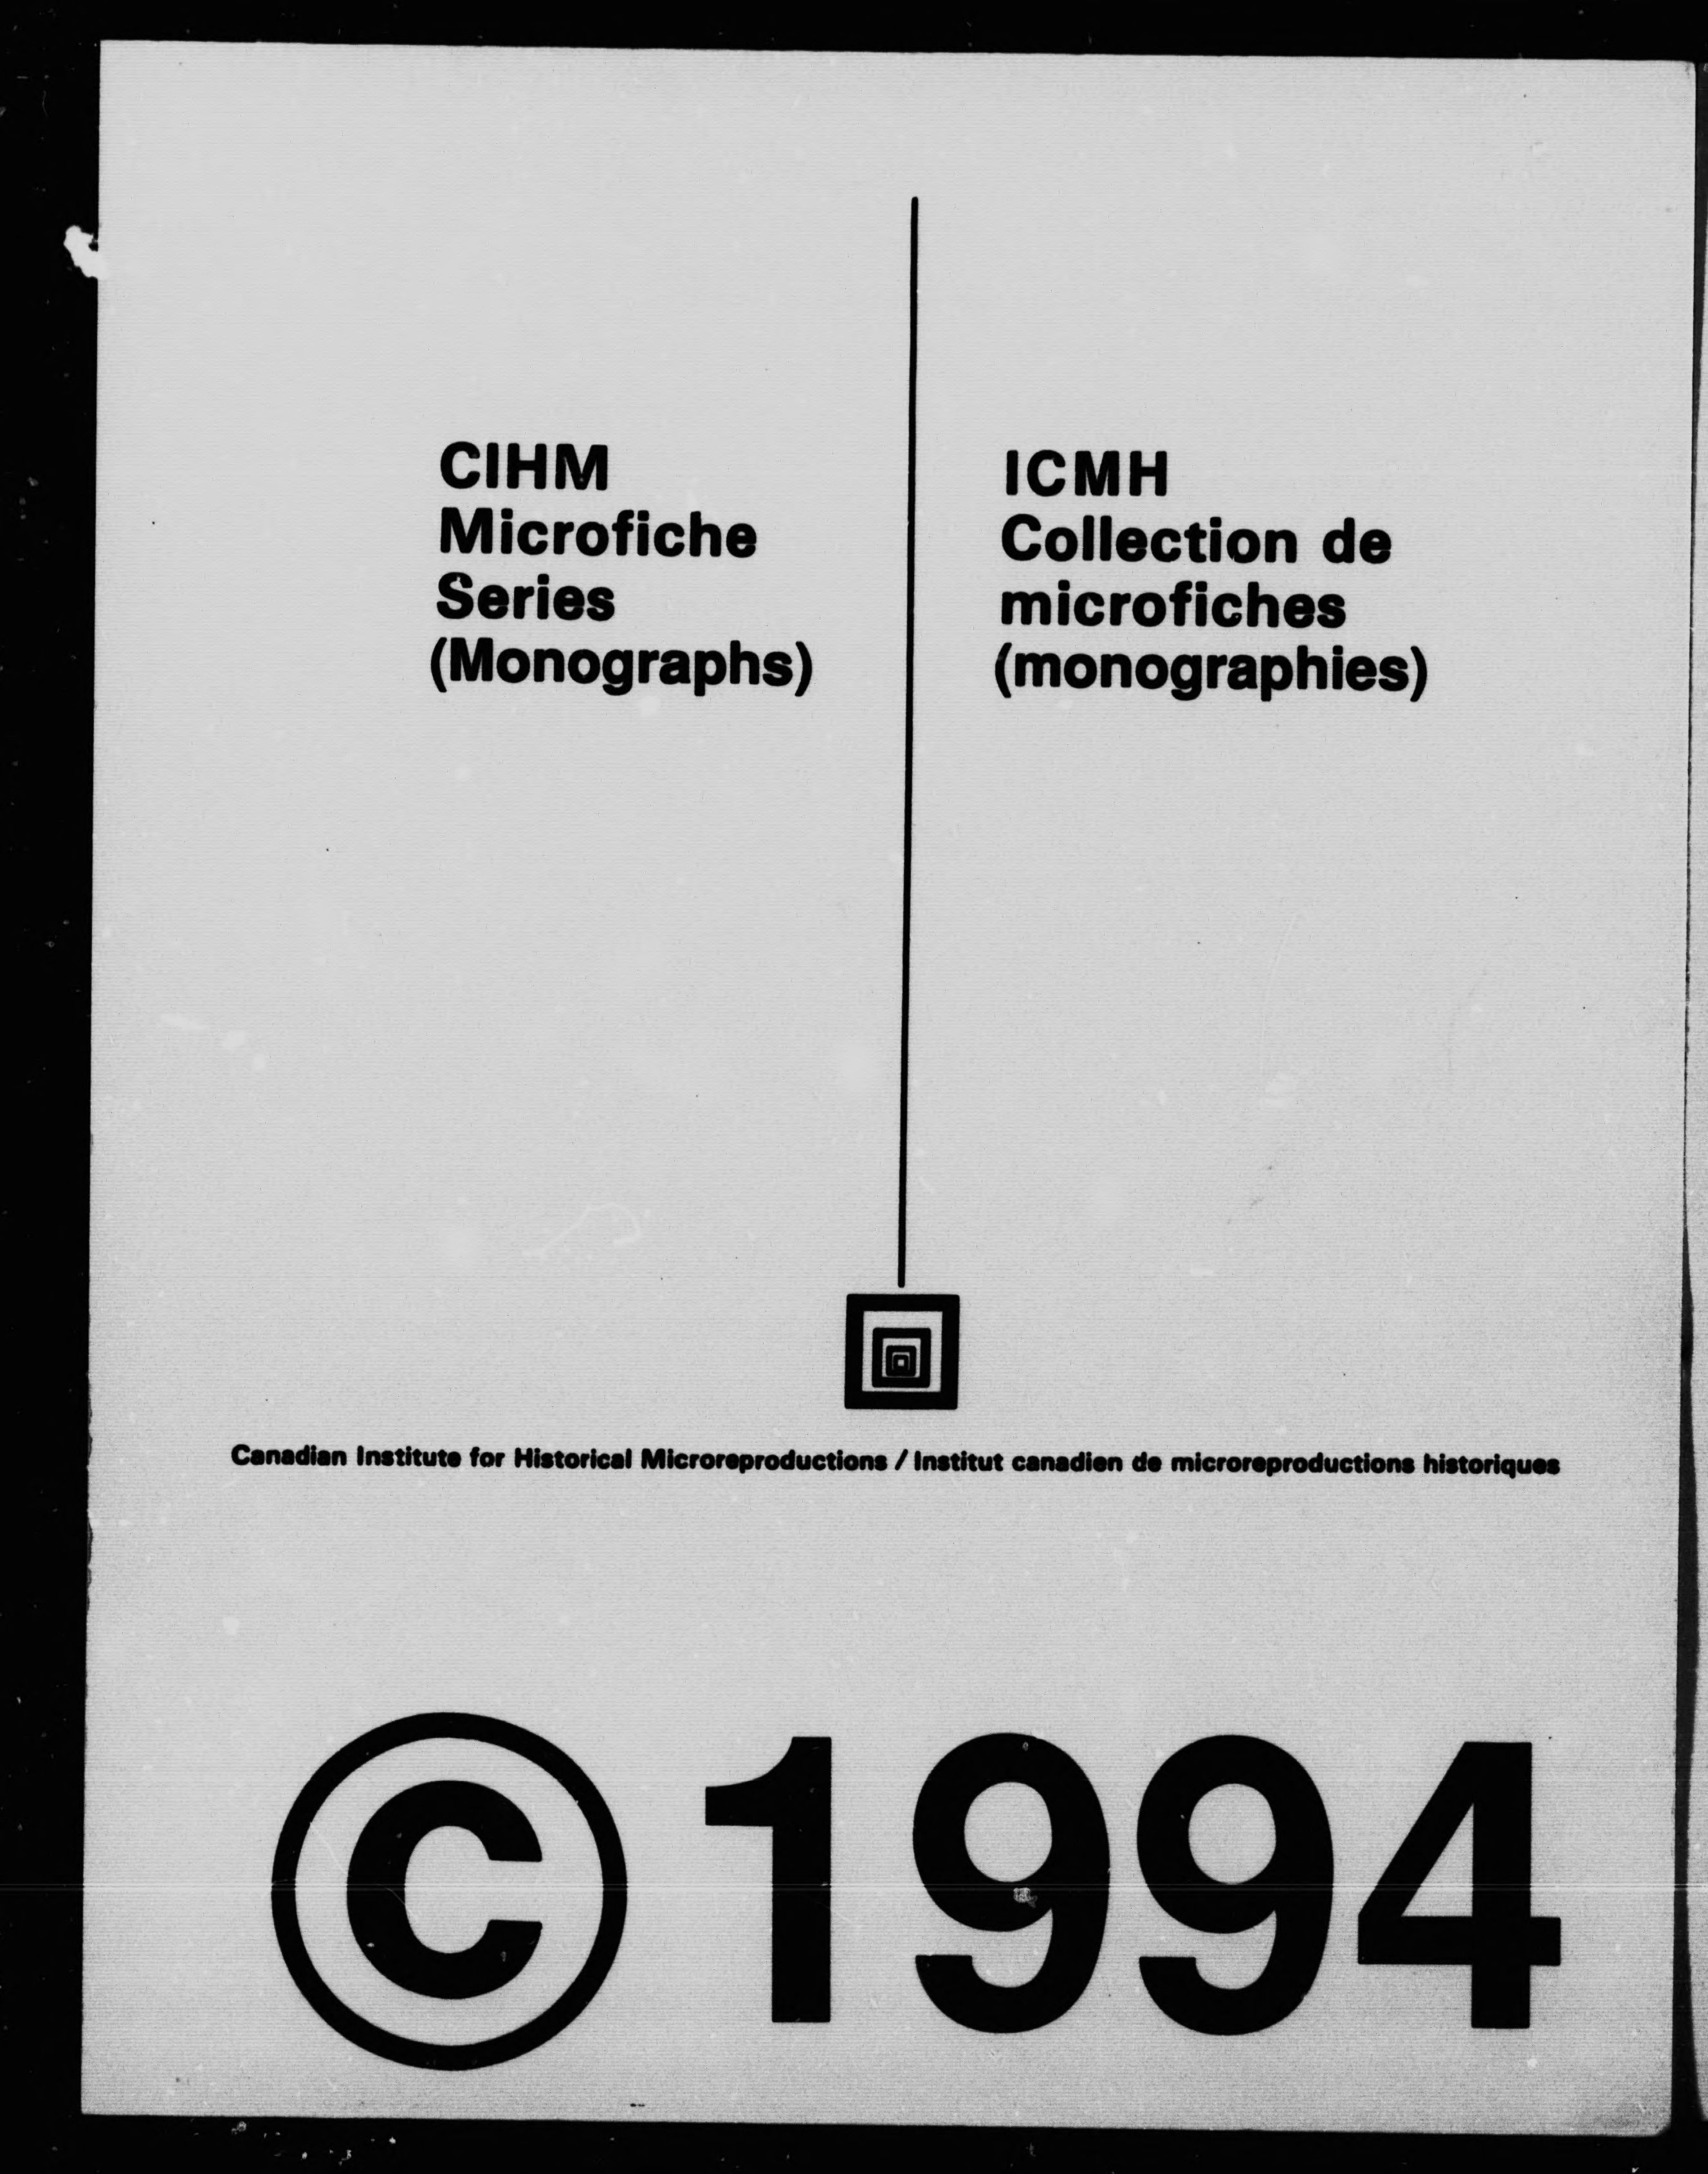 CIHM
Microfiche
Series
(Monographs)
ICMH
Collection de
microfiches
(monographies)
Canadian Institute for Historical Microreproductions / Institut canadien de microreproductions historiques
© 1994